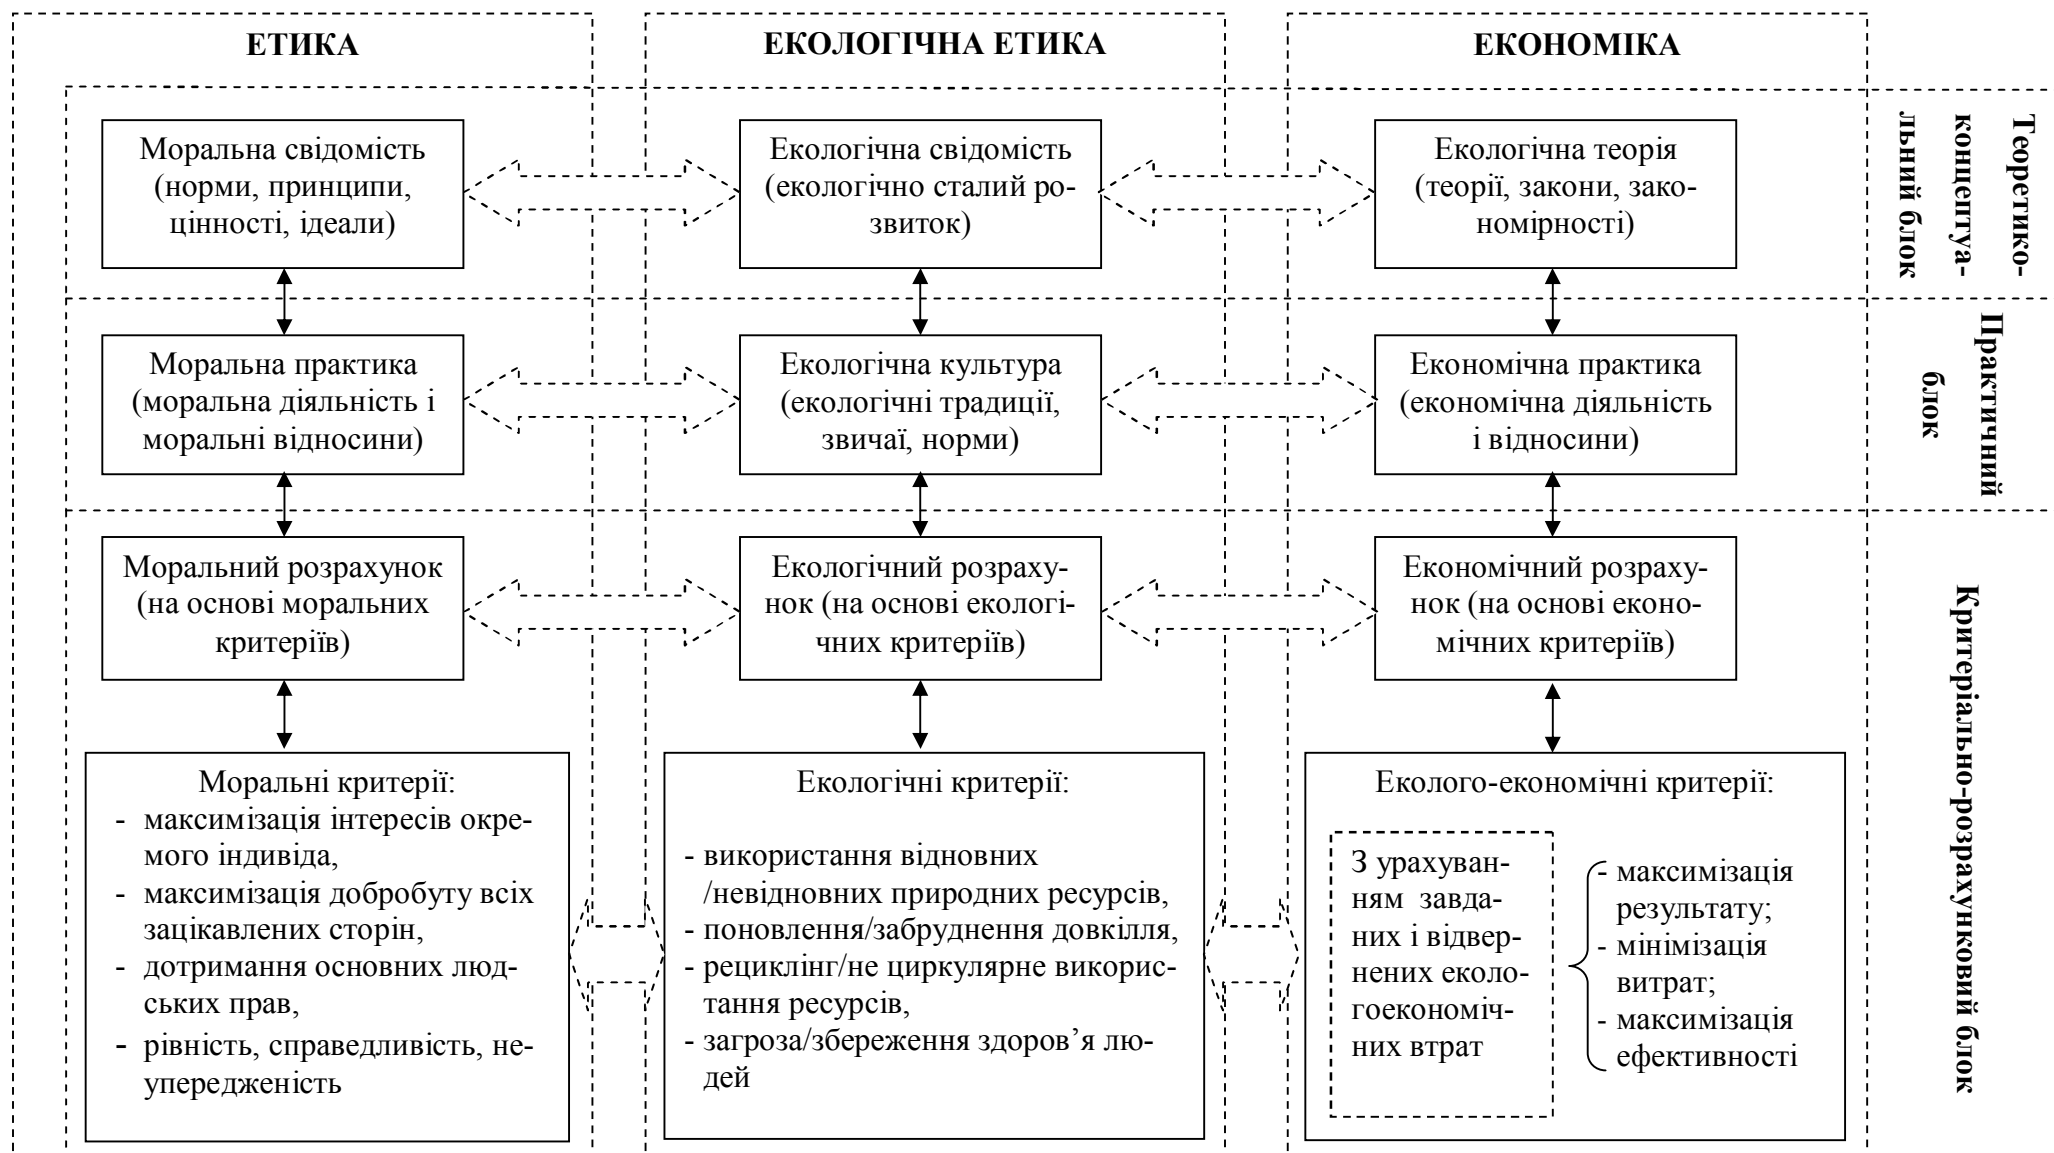 ЕТИКА
ЕКОЛОГІЧНА ЕТИКА
ЕКОНОМІКА
Моральна свідомість
(норми, принципи,
цінності, ідеали)
Екологічна свідомість
(екологічно сталий ро-
звиток)
Екологічна теорія
(теорії, закони, зако-
номірності)
Теоретико-
концептуа-
льний блок
Моральна практика
(моральна діяльність і
моральні відносини)
Екологічна культура
(екологічні традиції,
звичаї, норми)
Економічна практика
(економічна діяльність
і відносини)
Практичний
блок
Моральний розрахунок
(на основі моральних
критеріїв)
Екологічний розраху-
нок (на основі екологі-
чних критеріїв)
Економічний розраху-
нок (на основі еконо-
мічних критеріїв)
Критеріально-розрахунковий блок
Моральні критерії:
- максимізація інтересів окре-
мого індивіда,
- максимізація добробуту всіх
зацікавлених сторін,
- дотримання основних люд-
ських прав,
- рівність, справедливість, не-
упередженість
Екологічні критерії:
- використання відновних
/невідновних природних ресурсів,
- поновлення/забруднення довкілля,
- рециклінг/не циркулярне викорис-
тання ресурсів,
- загроза/збереження здоров’я лю-
дей
Еколого-економічні критерії:
З урахуван-
ням завда-
них і відвер-
нених еколо-
гоекономіч-
них втрат
- максимізація
результату;
- мінімізація
витрат;
- максимізація
ефективності